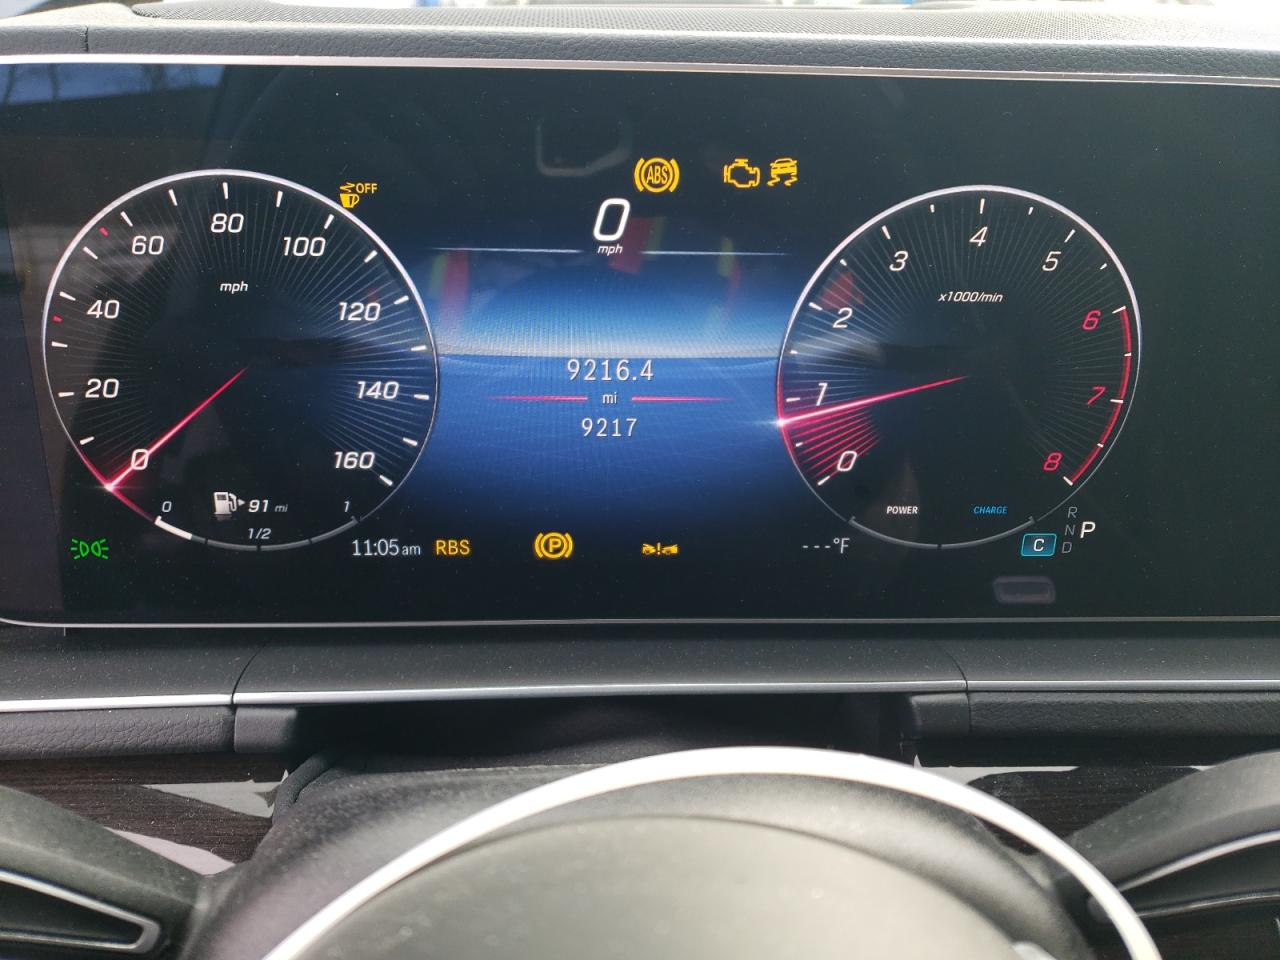 OFF
ABS
0
mph
0
20
40
60
80
100
120
140
160
mph
0
1/2
1
91 mi
9216.4
mi
9217
0
1
2
3
4
5
6
7
8
x1000/min
POWER
CHARGE
11:05 am
RBS
P
---°F
C
R
N
D
P